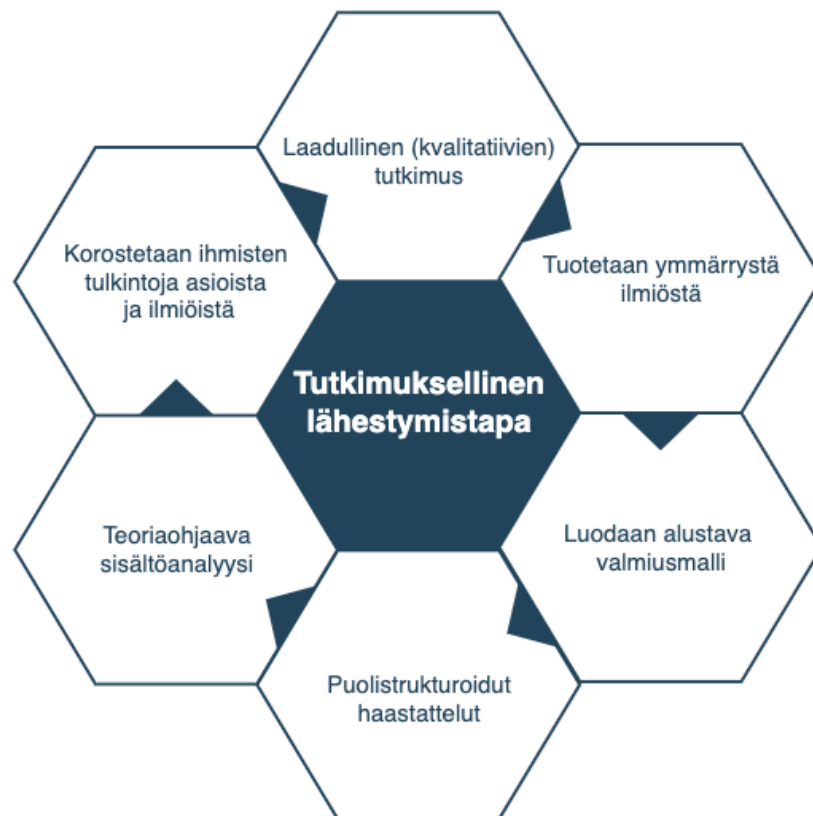 Laadullinen (kvalitatiivien)
tutkimus
Tuotetaan ymmärrystä
ilmiöstä
Luodaan alustava
valmiusmalli
Puolistrukturoidut
haastattelut
Teoriaohjaava
sisältöanalyysi
Korostetaan ihmisten
tulkintoja asioista
ja ilmiöistä
Tutkimuksellinen
lähestymistapa